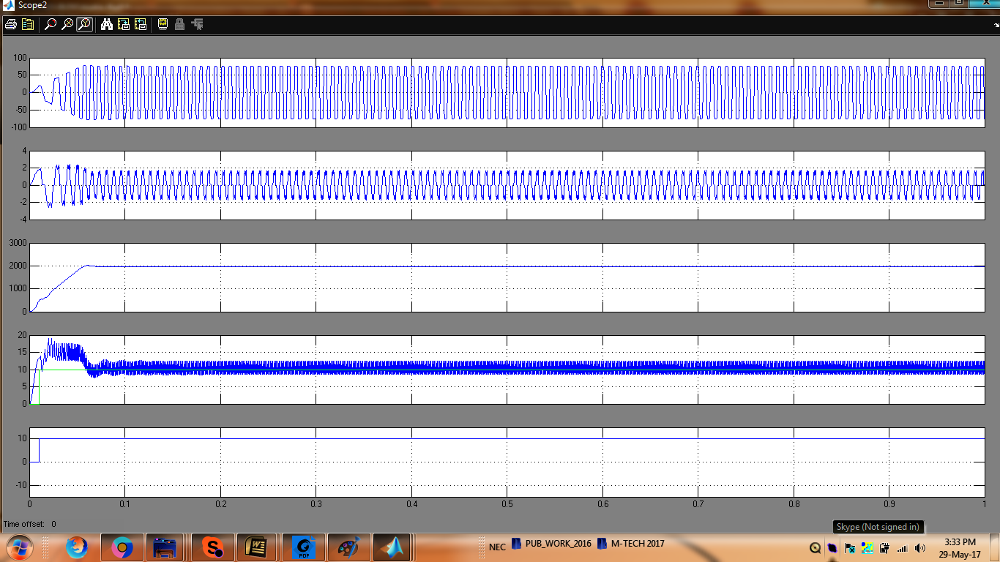 Scope2
100
50
0
-50
-100
4
2
0
-2
-4
3000
2000
1000
0
20
15
10
5
0
10
0
-10
0 0.1 0.2 0.3 0.4 0.5 0.6 0.7 0.8 0.9 1
Time offset: 0
Skype (Not signed in)
PDF
NEC PUB_WORK_2016 M-TECH 2017
3:33 PM
29-May-17